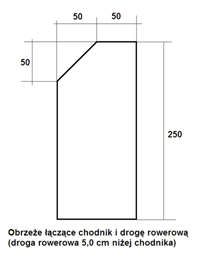 50 50
50
250
Obrzeże łączące chodnik i drogę rowerową
(droga rowerowa 5,0 cm niżej chodnika)